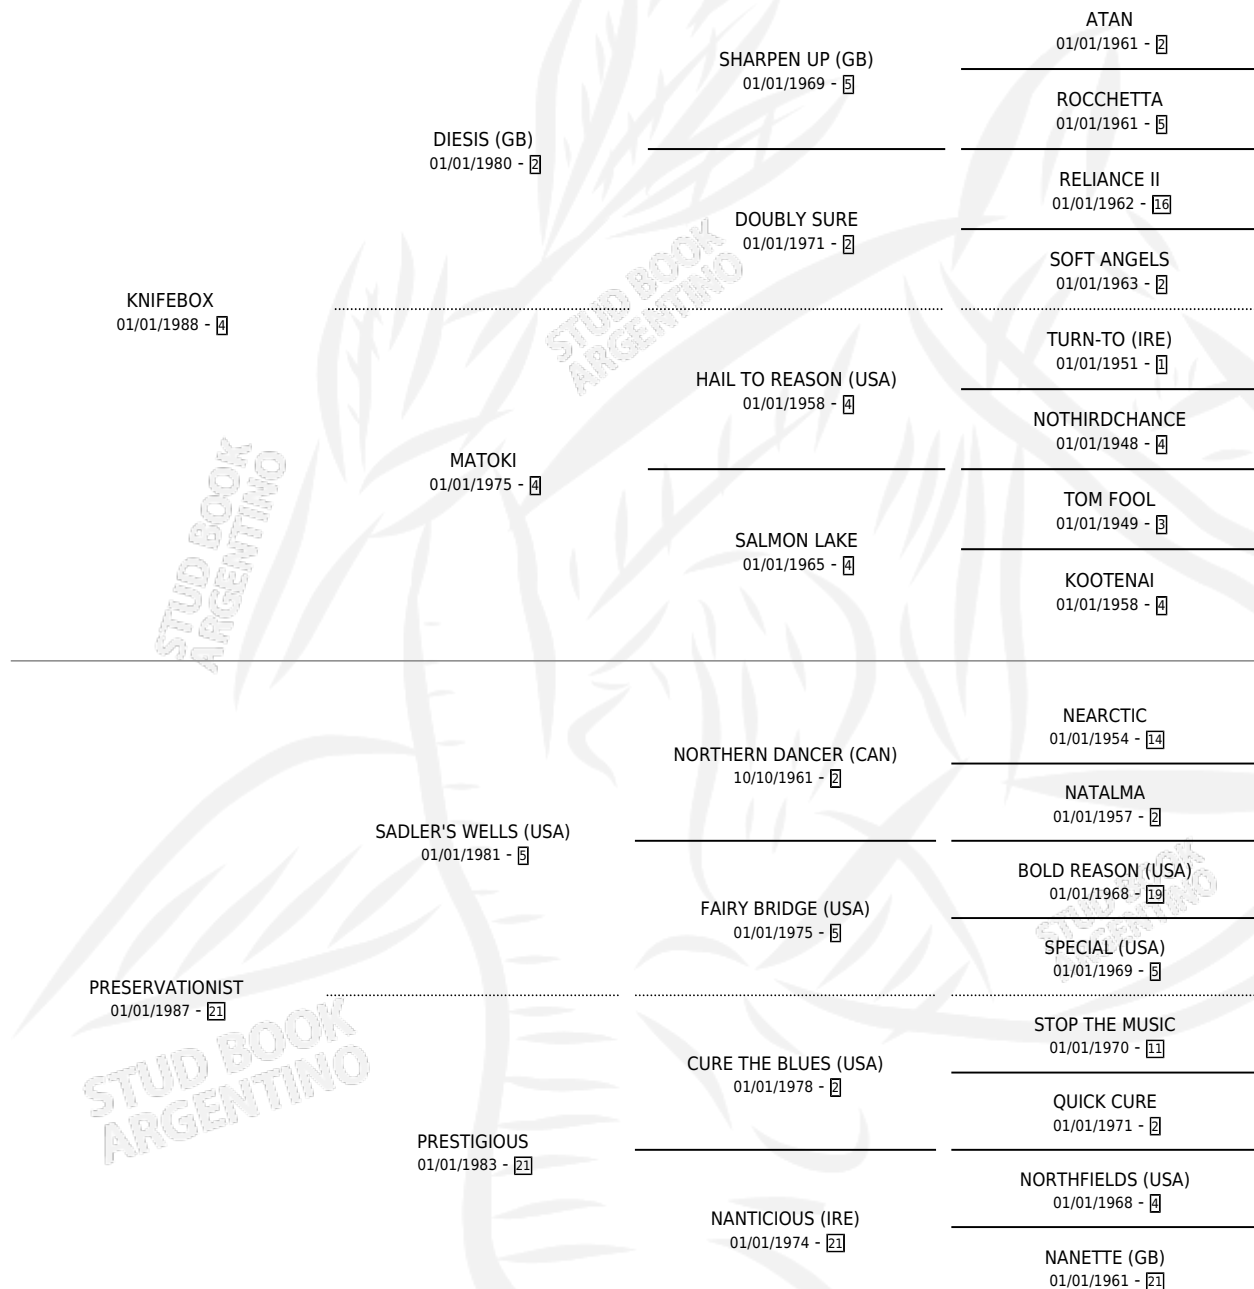 ATAN
01/01/1961 - 2
SHARPEN UP (GB)
01/01/1969 - 5
ROCCHETTA
01/01/1961 - 5
DIESIS (GB)
01/01/1980 - 2
RELIANCE II
01/01/1962 - 16
DOUBLY SURE
01/01/1971 - 2
SOFT ANGELS
01/01/1963 - 2
KNIFEBOX
01/01/1988 - 4
TURN-TO (IRE)
01/01/1951 - 1
HAIL TO REASON (USA)
01/01/1958 - 4
NOTHIRDCHANCE
01/01/1948 - 4
MATOKI
01/01/1975 - 4
TOM FOOL
01/01/1949 - 3
SALMON LAKE
01/01/1965 - 4
KOOTENAI
01/01/1958 - 4
NEARCTIC
01/01/1954 - 14
NORTHERN DANCER (CAN)
10/10/1961 - 2
NATALMA
01/01/1957 - 2
SADLER'S WELLS (USA)
01/01/1981 - 5
BOLD REASON (USA)
01/01/1968 - 19
FAIRY BRIDGE (USA)
01/01/1975 - 5
SPECIAL (USA)
01/01/1969 - 5
PRESERVATIONIST
01/01/1987 - 21
STOP THE MUSIC
01/01/1970 - 11
CURE THE BLUES (USA)
01/01/1978 - 2
QUICK CURE
01/01/1971 - 2
PRESTIGIOUS
01/01/1983 - 21
NORTHFIELDS (USA)
01/01/1968 - 4
NANTICIOUS (IRE)
01/01/1974 - 21
NANETTE (GB)
01/01/1961 - 21
STUD BOOK
ARGENTINO
STUD BOOK
ARGENTINO
STUD BOOK
ARGENTINO
STUD BOOK
ARGENTINO